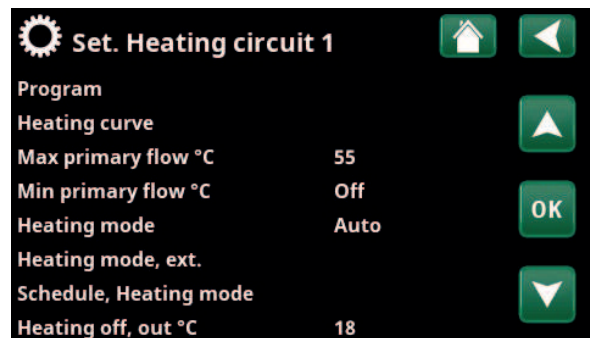 Set. Heating circuit 1
Program
Heating curve
Max primary flow °C 55
Min primary flow °C Off
Heating mode Auto
OK
Heating mode, ext.
Schedule, Heating mode
Heating off, out °C 18